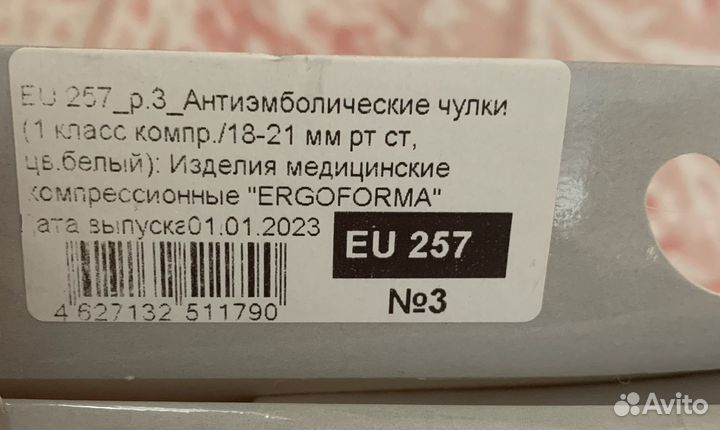 EU 257_р.3_Антиэмболические чулки
(1 класс компр./18-21 мм рт ст,
цв.белый): Изделия медицинские
компрессионные "ERGOFORMA"
Дата выпуска01.01.2023
EU 257
4 627132 511790
№3
Avito